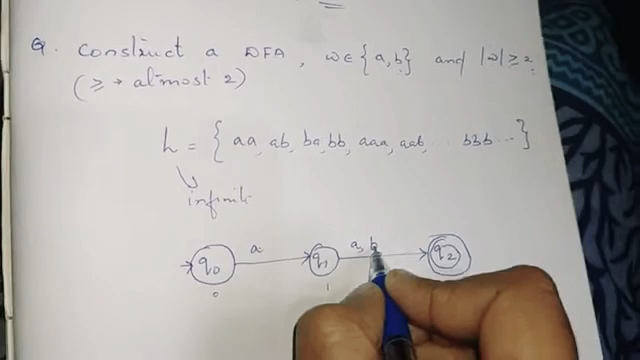 Q. Construct a DFA, w∈{a,b} and |w|≥2
(≥ → almost 2)
L = { aa, ab, ba, bb, aaa, aab, ... bbb ... }
infinite
a a, b
q0 q1 q2
0 1